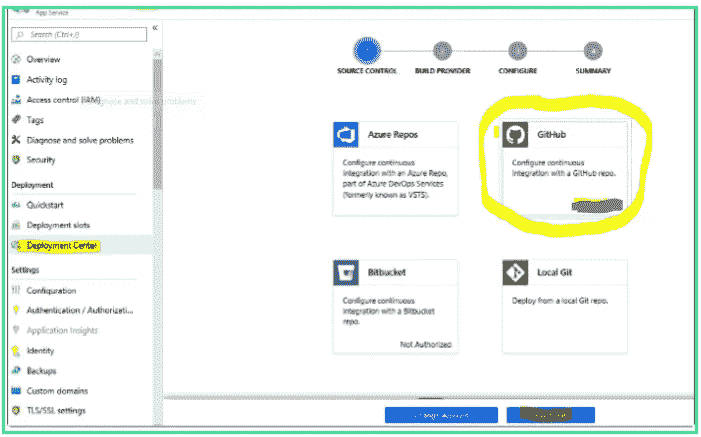 App Service
Search (Ctrl+/)
«
Overview
Activity log
Access control (IAM)
Diagnose and solve problems
Tags
Diagnose and solve problems
Security
Deployment
Quickstart
Deployment slots
Deployment Center
Settings
Configuration
Authentication / Authorizati...
Application Insights
Identity
Backups
Custom domains
TLS/SSL settings
SOURCE CONTROL
BUILD PROVIDER
CONFIGURE
SUMMARY
Azure Repos
Configure continuous
integration with an Azure Repo,
part of Azure DevOps Services
(formerly known as VSTS).
GitHub
Configure continuous
integration with a GitHub repo.
Bitbucket
Configure continuous
integration with a Bitbucket
repo.
Not Authorized
Local Git
Deploy from a local Git repo.